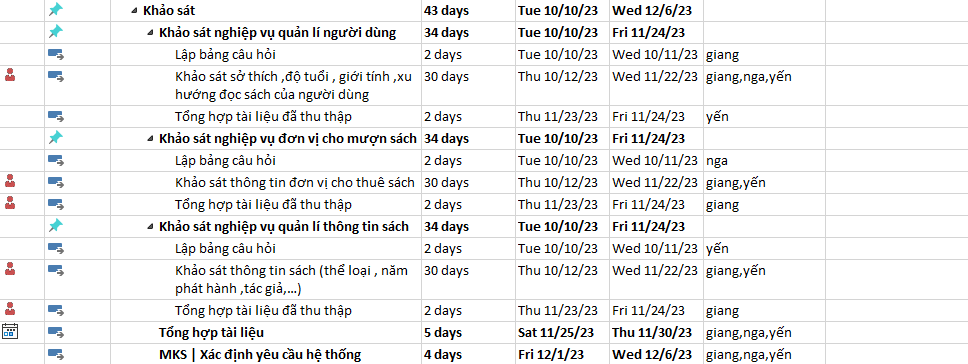 Khảo sát 43 days Tue 10/10/23 Wed 12/6/23
Khảo sát nghiệp vụ quản lí người dùng 34 days Tue 10/10/23 Fri 11/24/23
Lập bảng câu hỏi 2 days Tue 10/10/23 Wed 10/11/23 giang
Khảo sát sở thích ,độ tuổi , giới tính ,xu 30 days Thu 10/12/23 Wed 11/22/23 giang,nga,yến
hướng đọc sách của người dùng
Tổng hợp tài liệu đã thu thập 2 days Thu 11/23/23 Fri 11/24/23 yến
Khảo sát nghiệp vụ đơn vị cho mượn sách 34 days Tue 10/10/23 Fri 11/24/23
Lập bảng câu hỏi 2 days Tue 10/10/23 Wed 10/11/23 nga
Khảo sát thông tin đơn vị cho thuê sách 30 days Thu 10/12/23 Wed 11/22/23 giang,yến
Tổng hợp tài liệu đã thu thập 2 days Thu 11/23/23 Fri 11/24/23 giang
Khảo sát nghiệp vụ quản lí thông tin sách 34 days Tue 10/10/23 Fri 11/24/23
Lập bảng câu hỏi 2 days Tue 10/10/23 Wed 10/11/23 yến
Khảo sát thông tin sách (thể loại , năm 30 days Thu 10/12/23 Wed 11/22/23 giang,yến
phát hành ,tác giả,...)
Tổng hợp tài liệu đã thu thập 2 days Thu 11/23/23 Fri 11/24/23 giang
Tổng hợp tài liệu 5 days Sat 11/25/23 Thu 11/30/23 giang,nga,yến
MKS | Xác định yêu cầu hệ thống 4 days Fri 12/1/23 Wed 12/6/23 giang,nga,yến